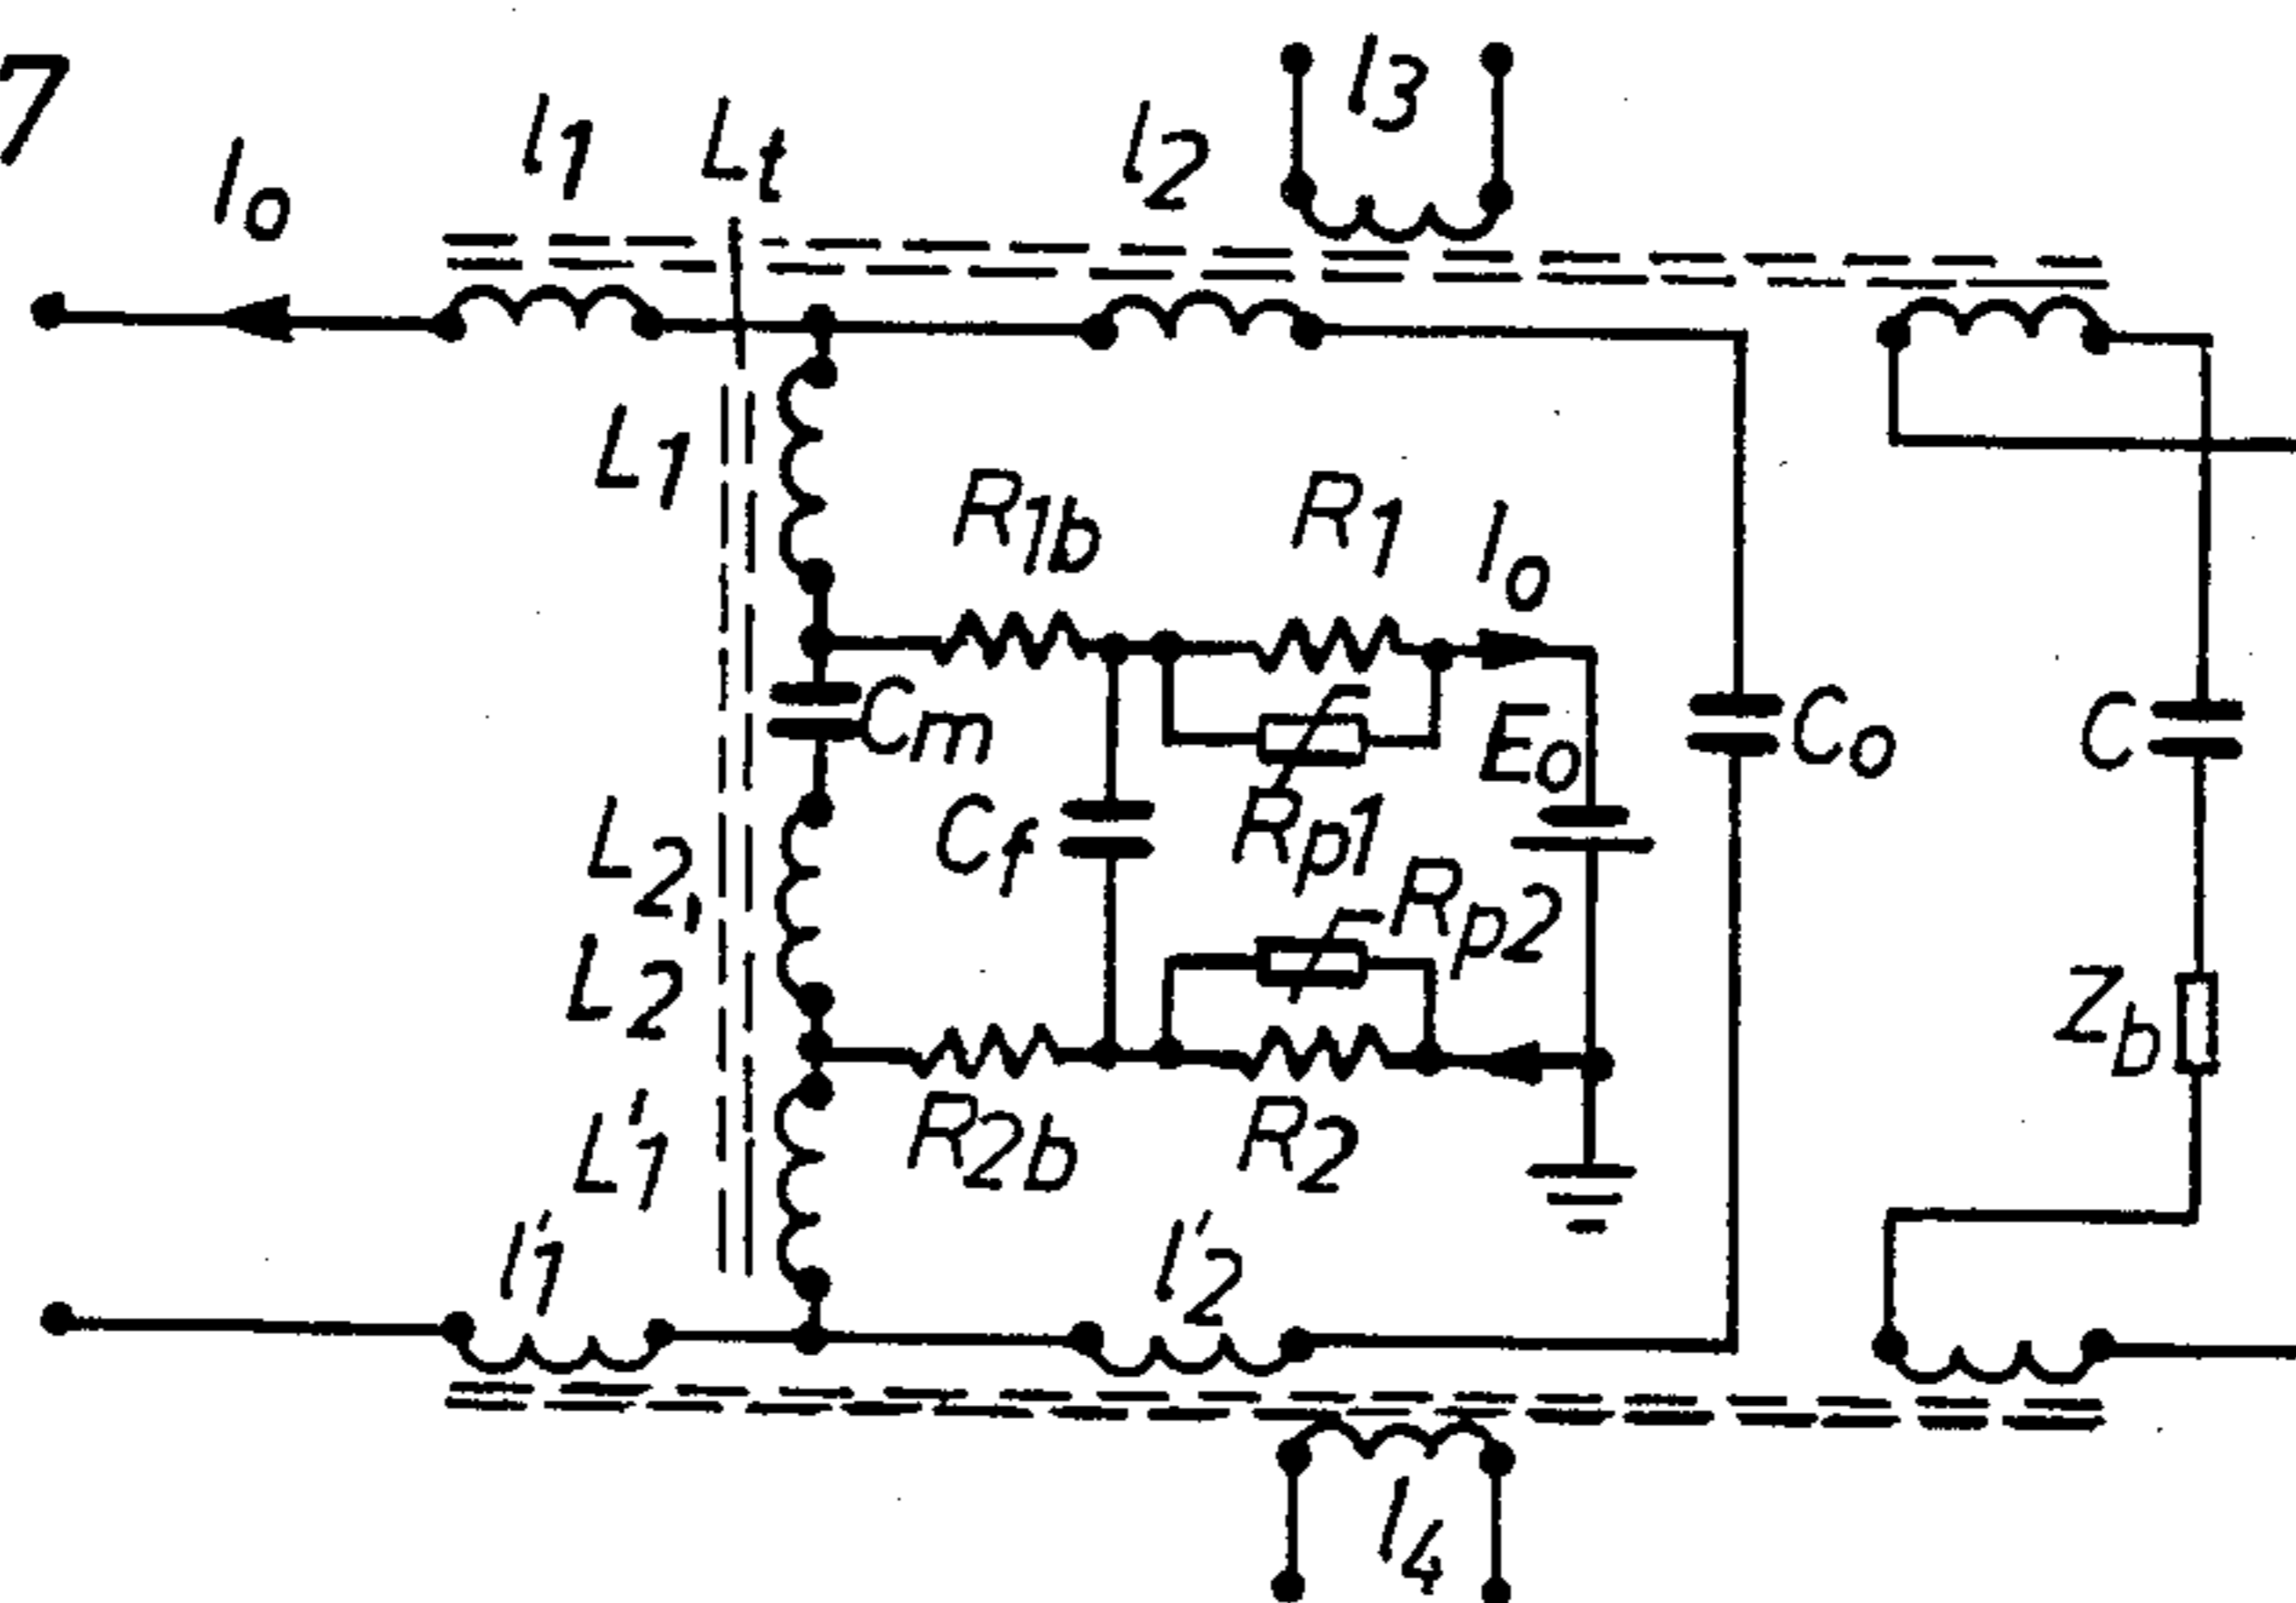 7
I0
l1
Lt
l2
l3
L1
R1b
R1
I0
Cm
E0
C0
C
L2,
L2
Cf
Rp1
Rp2
Zb
L'1
R2b
R2
l'1
l'2
l4